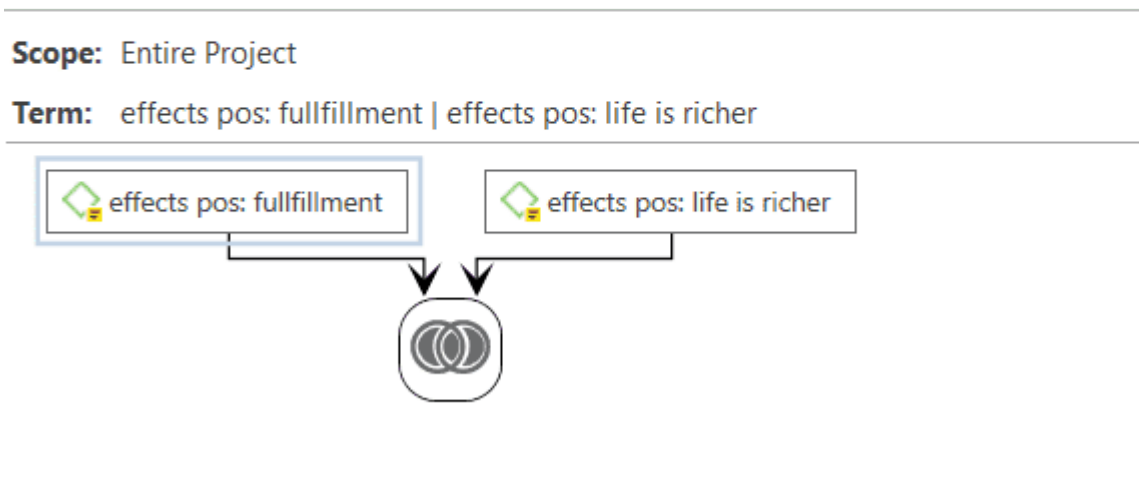 Scope: Entire Project
Term: effects pos: fullfillment | effects pos: life is richer
effects pos: fullfillment
effects pos: life is richer